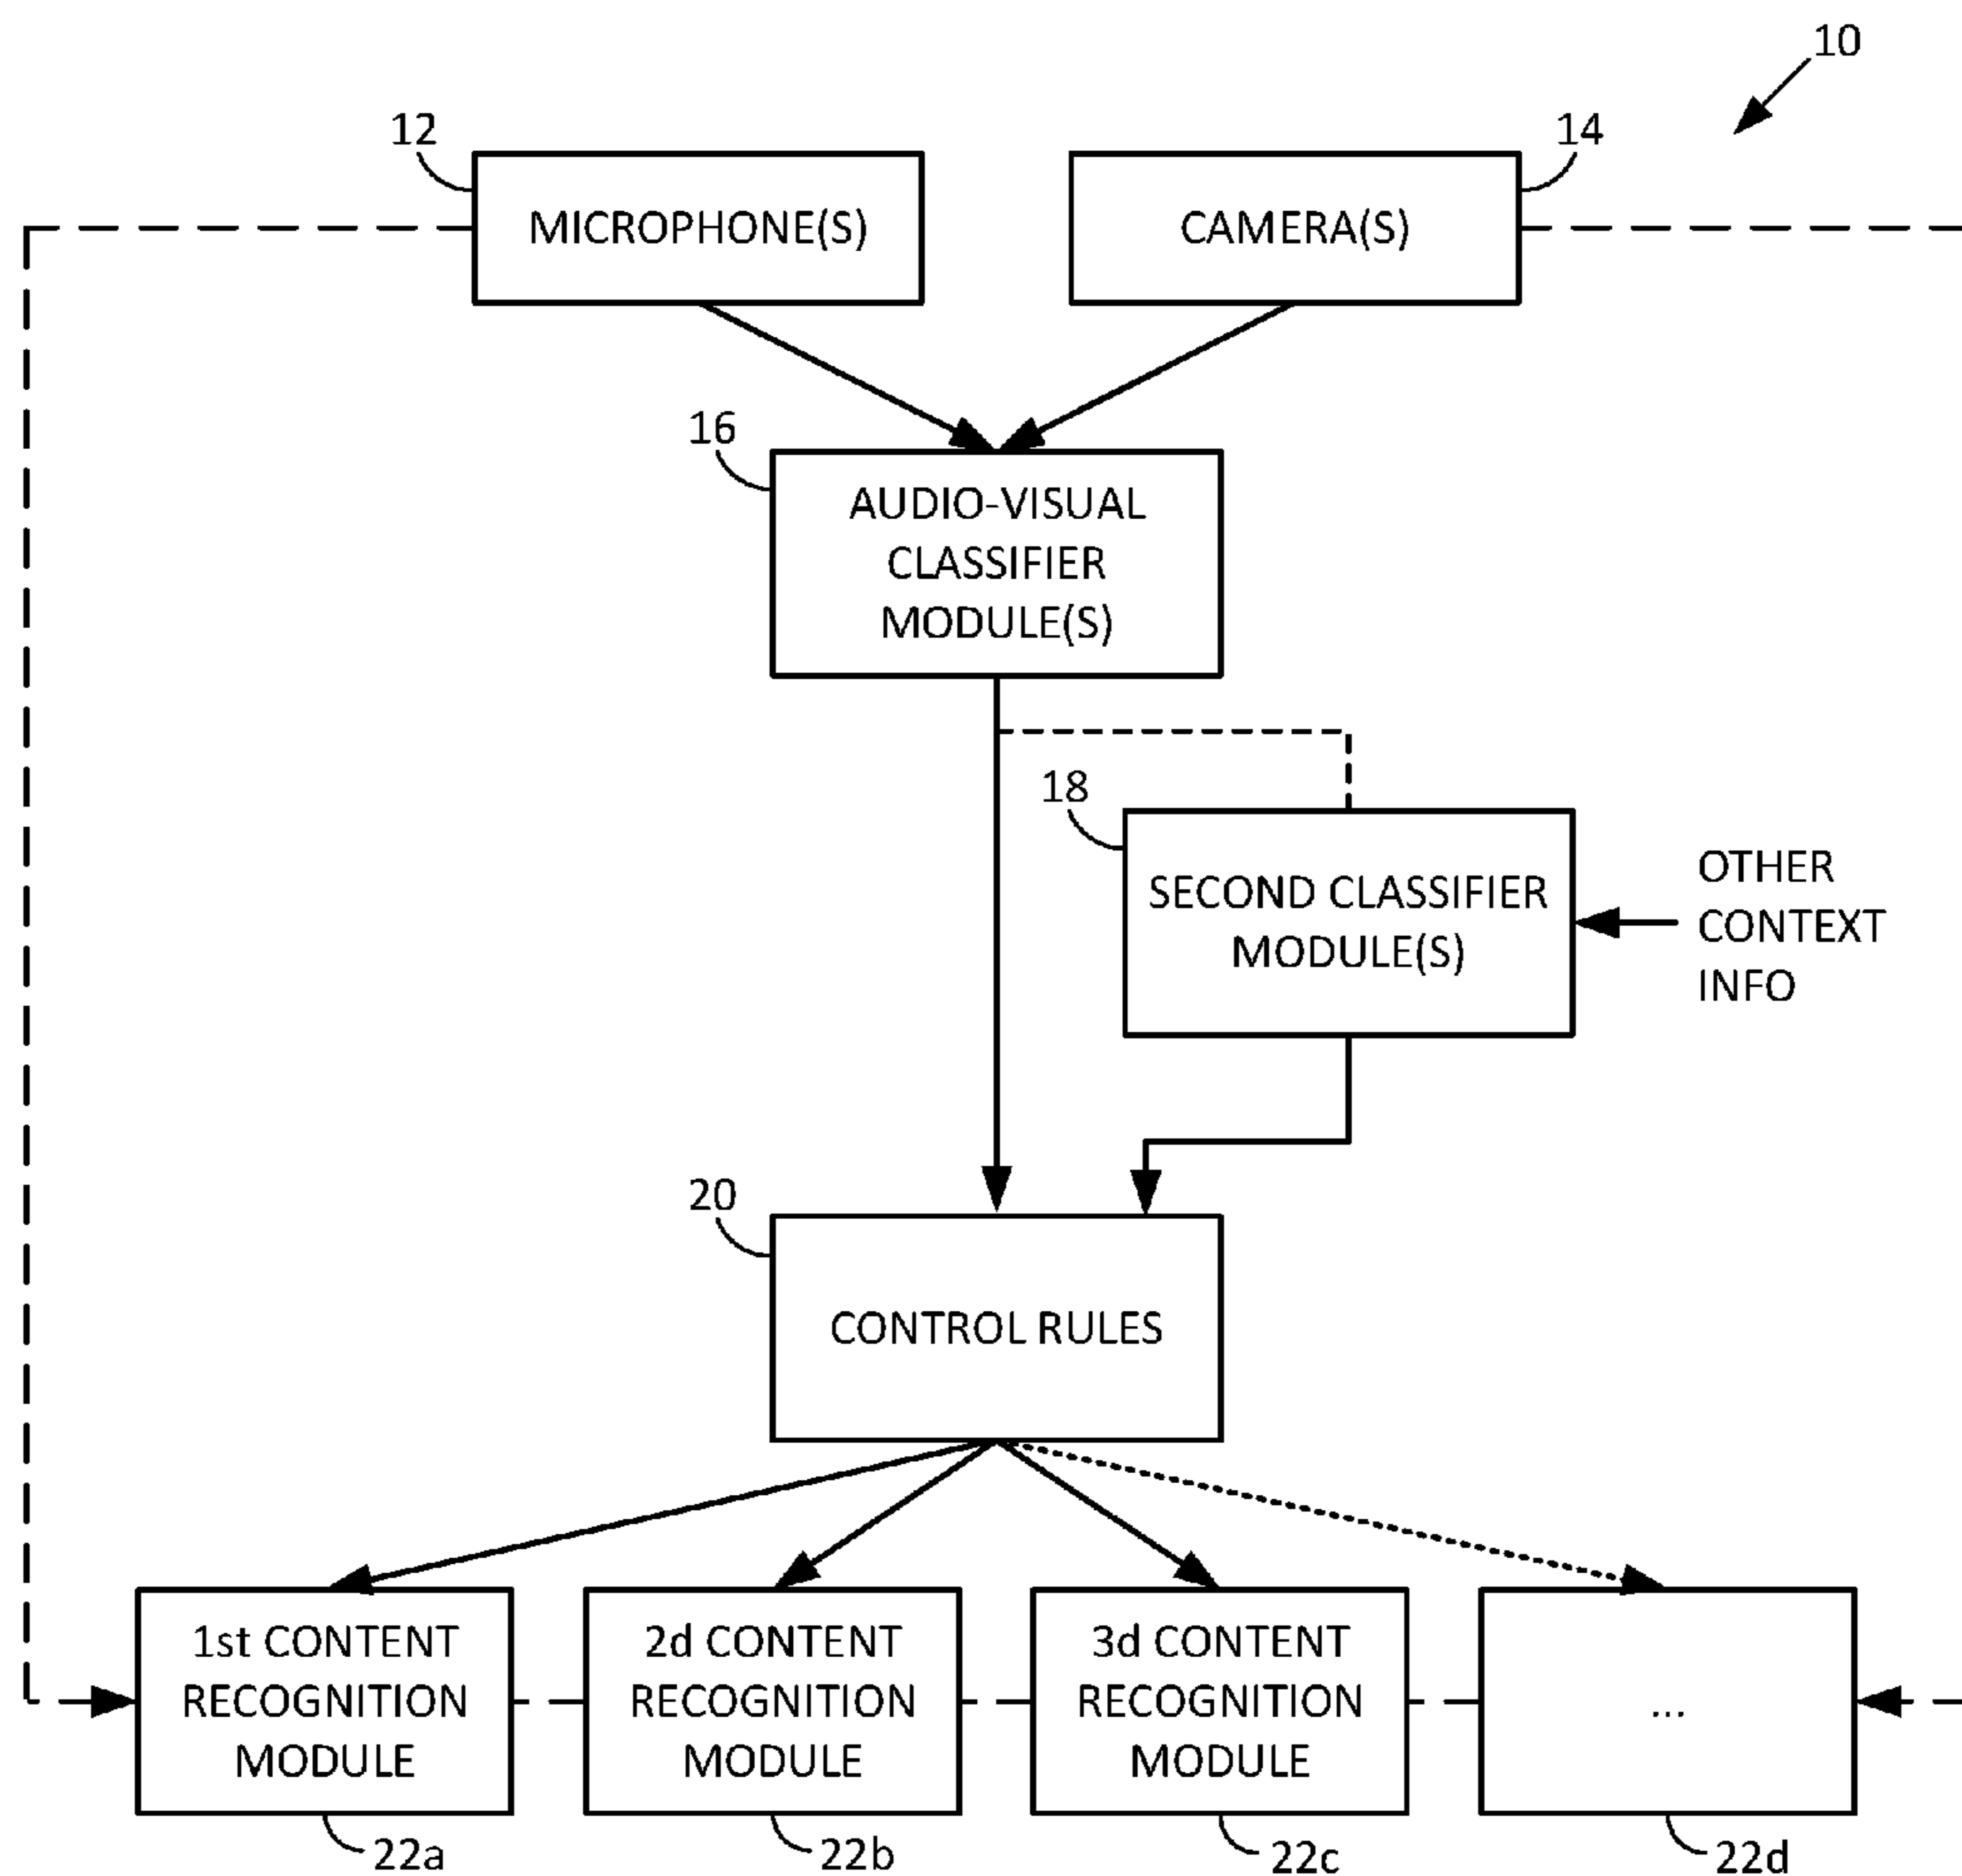 10
12
14
MICROPHONE(S)
CAMERA(S)
16
AUDIO-VISUAL
CLASSIFIER
MODULE(S)
18
SECOND CLASSIFIER
MODULE(S)
OTHER
CONTEXT
INFO
20
CONTROL RULES
1st CONTENT
RECOGNITION
MODULE
2d CONTENT
RECOGNITION
MODULE
3d CONTENT
RECOGNITION
MODULE
...
22a
22b
22c
22d